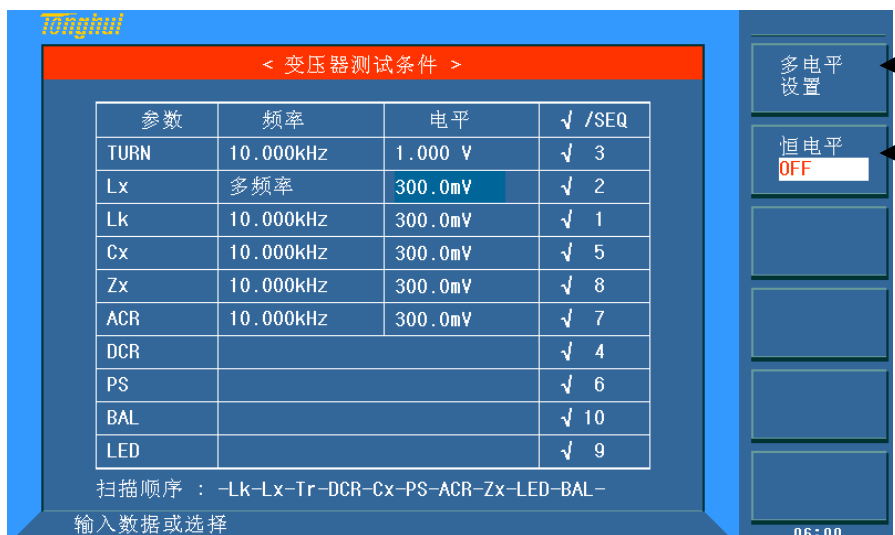 Tonghui
< 变压器测试条件 >
参数 频率 电平 √ /SEQ
TURN 10.000kHz 1.000 V √ 3
Lx 多频率 300.0mV √ 2
Lk 10.000kHz 300.0mV √ 1
Cx 10.000kHz 300.0mV √ 5
Zx 10.000kHz 300.0mV √ 8
ACR 10.000kHz 300.0mV √ 7
DCR √ 4
PS √ 6
BAL √ 10
LED √ 9
扫描顺序 : -Lk-Lx-Tr-DCR-Cx-PS-ACR-Zx-LED-BAL-
输入数据或选择
多电平
设置
恒电平
OFF
06:00